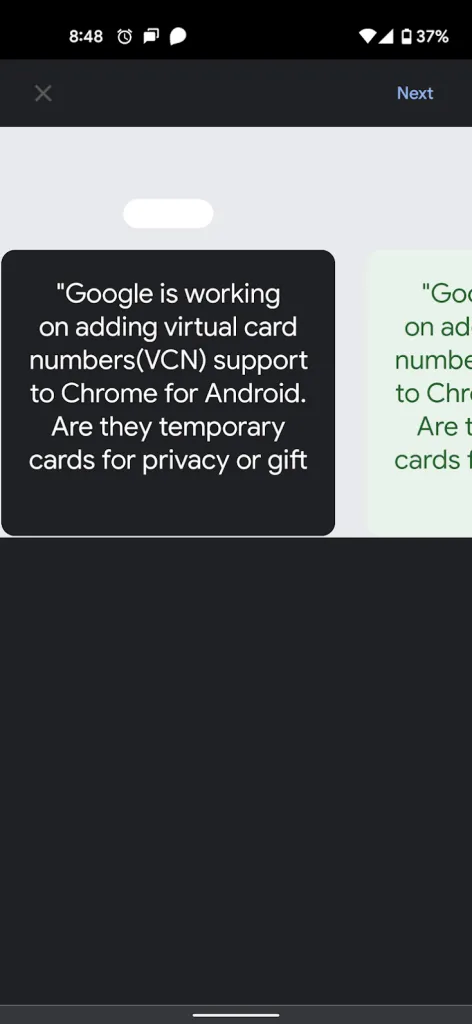 8:48
37%
Next
"Google is working
on adding virtual card
numbers(VCN) support
to Chrome for Android.
Are they temporary
cards for privacy or gift
"Goo
on ad
numbe
to Chr
Are t
cards f